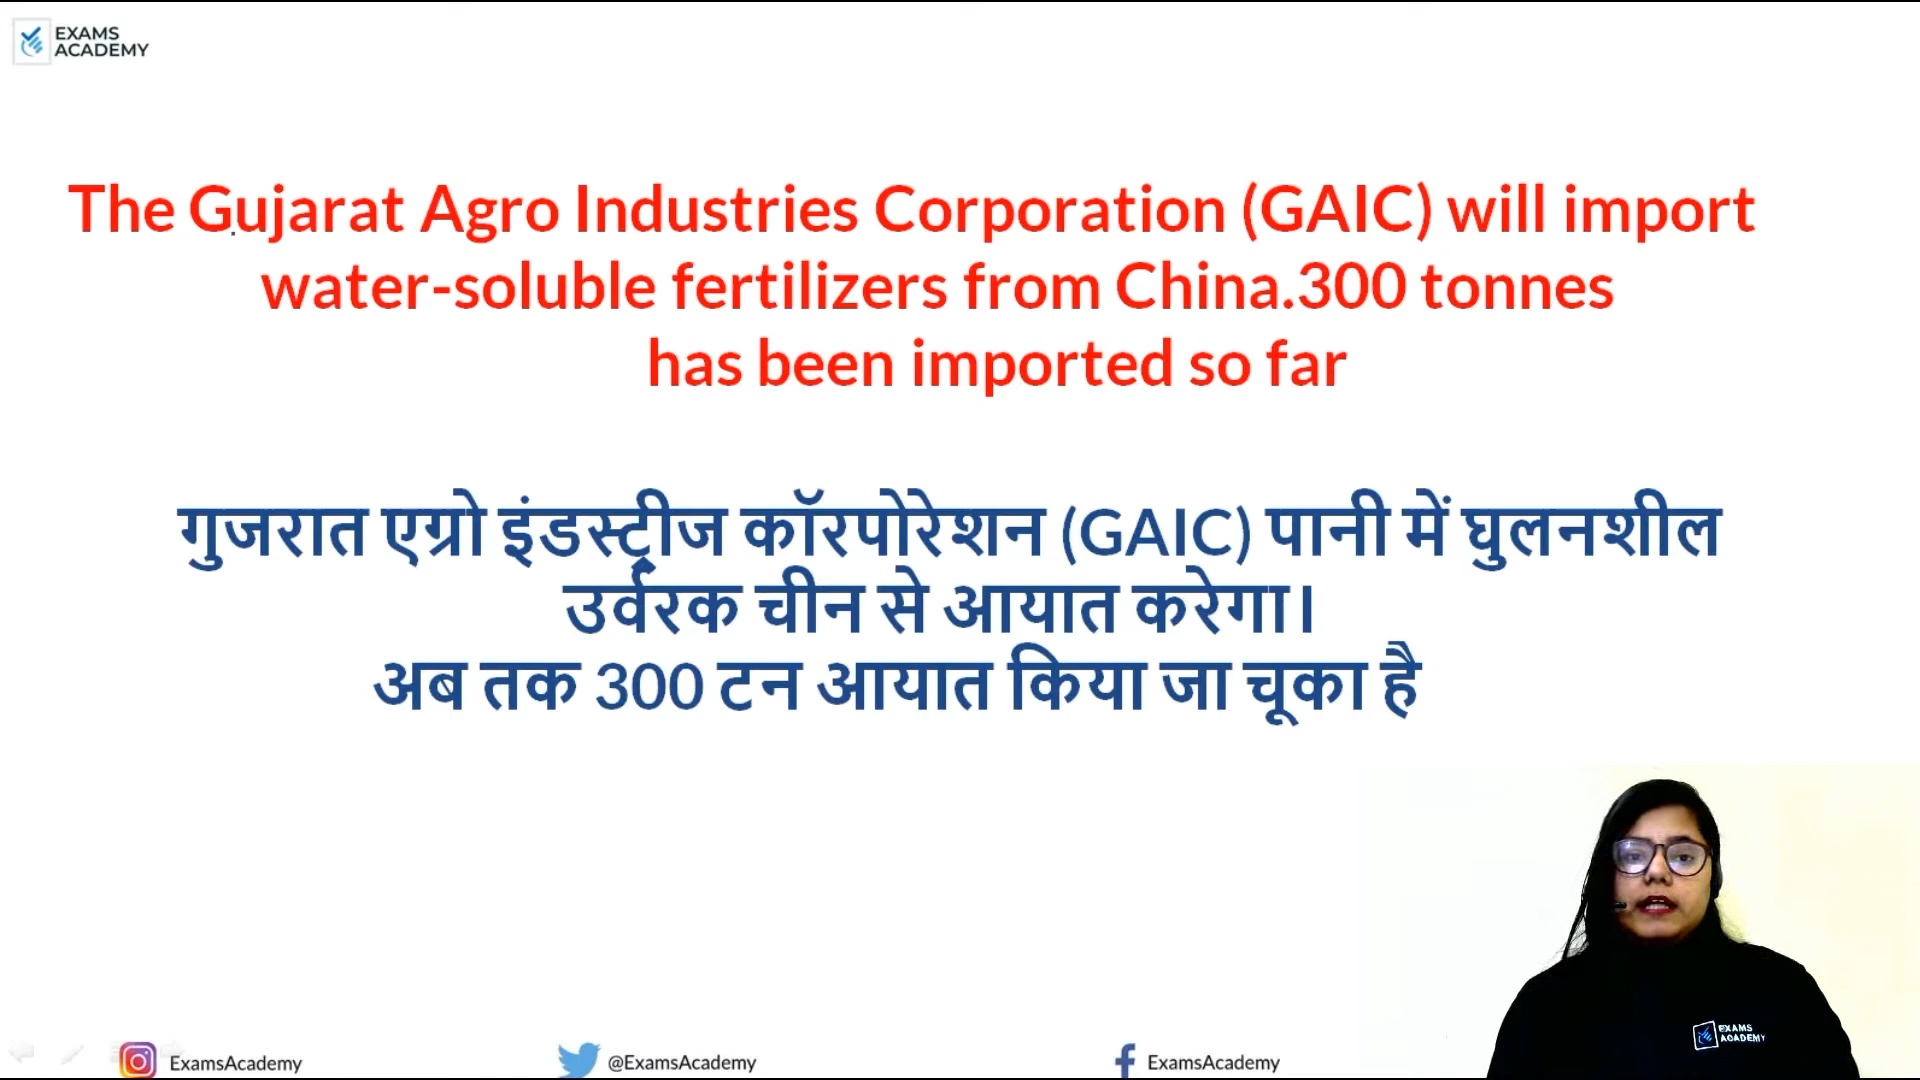 EXAMS
ACADEMY
The Gujarat Agro Industries Corporation (GAIC) will import
water-soluble fertilizers from China.300 tonnes
has been imported so far
गुजरात एग्रो इंडस्ट्रीज कॉरपोरेशन (GAIC) पानी में घुलनशील
उर्वरक चीन से आयात करेगा।
अब तक 300 टन आयात किया जा चूका है
EXAMS
ACADEMY
ExamsAcademy
@ExamsAcademy
ExamsAcademy